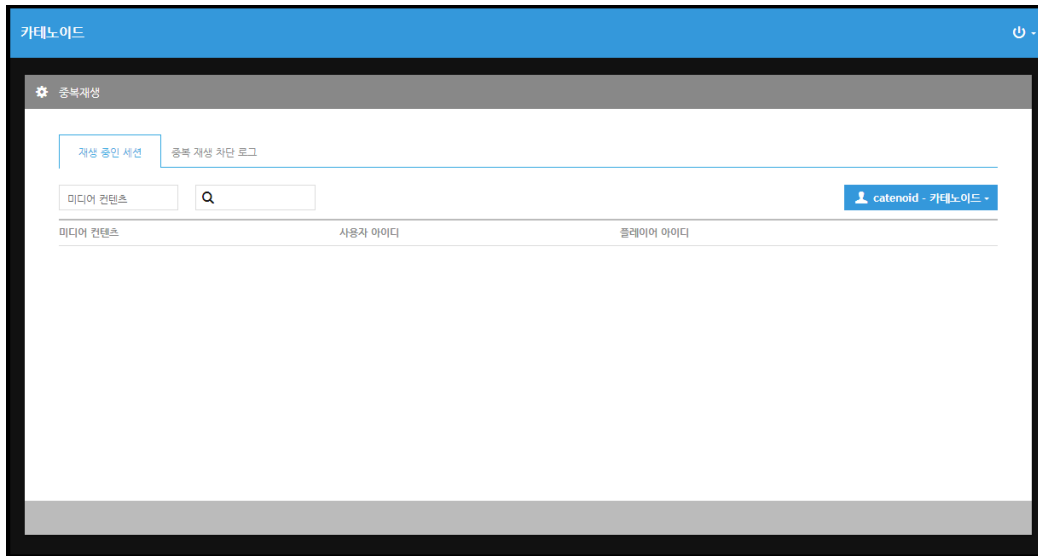 카테노이드
중복재생
재생 중인 세션 중복 재생 차단 로그
미디어 컨텐츠 catenoid - 카테노이드
미디어 컨텐츠 사용자 아이디 플레이어 아이디